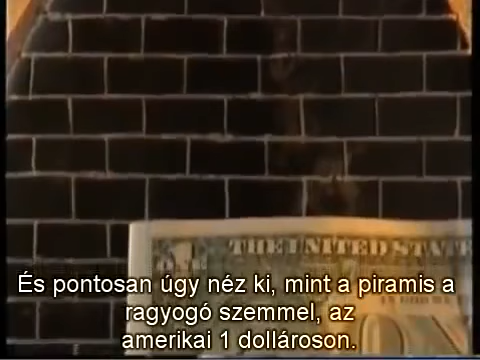 THE UNITED STATE
És pontosan úgy néz ki, mint a piramis a
ragyogó szemmel, az
amerikai 1 dollároson.